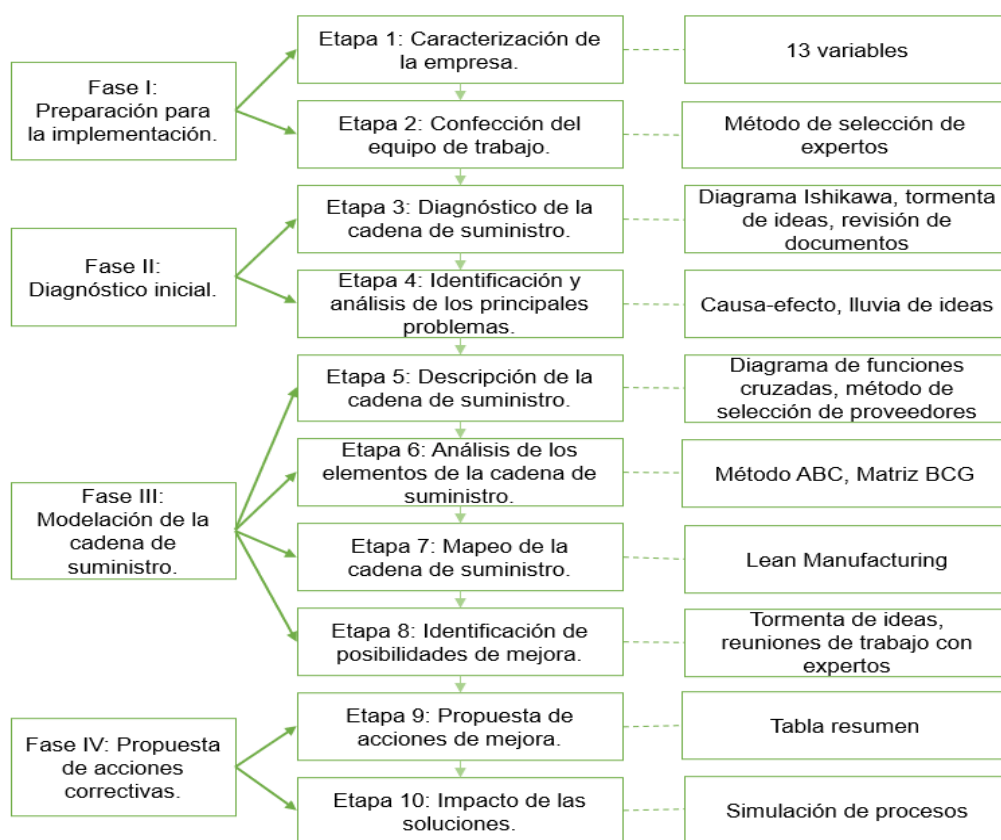 Fase I:
Preparación para
la implementación.
Etapa 1: Caracterización de
la empresa.
13 variables
Etapa 2: Confección del
equipo de trabajo.
Método de selección de
expertos
Fase II:
Diagnóstico inicial.
Etapa 3: Diagnóstico de la
cadena de suministro.
Diagrama Ishikawa, tormenta
de ideas, revisión de
documentos
Etapa 4: Identificación y
análisis de los principales
problemas.
Causa-efecto, lluvia de ideas
Fase III:
Modelación de la
cadena de
suministro.
Etapa 5: Descripción de la
cadena de suministro.
Diagrama de funciones
cruzadas, método de
selección de proveedores
Etapa 6: Análisis de los
elementos de la cadena de
suministro.
Método ABC, Matriz BCG
Etapa 7: Mapeo de la
cadena de suministro.
Lean Manufacturing
Etapa 8: Identificación de
posibilidades de mejora.
Tormenta de ideas,
reuniones de trabajo con
expertos
Fase IV: Propuesta
de acciones
correctivas.
Etapa 9: Propuesta de
acciones de mejora.
Tabla resumen
Etapa 10: Impacto de las
soluciones.
Simulación de procesos